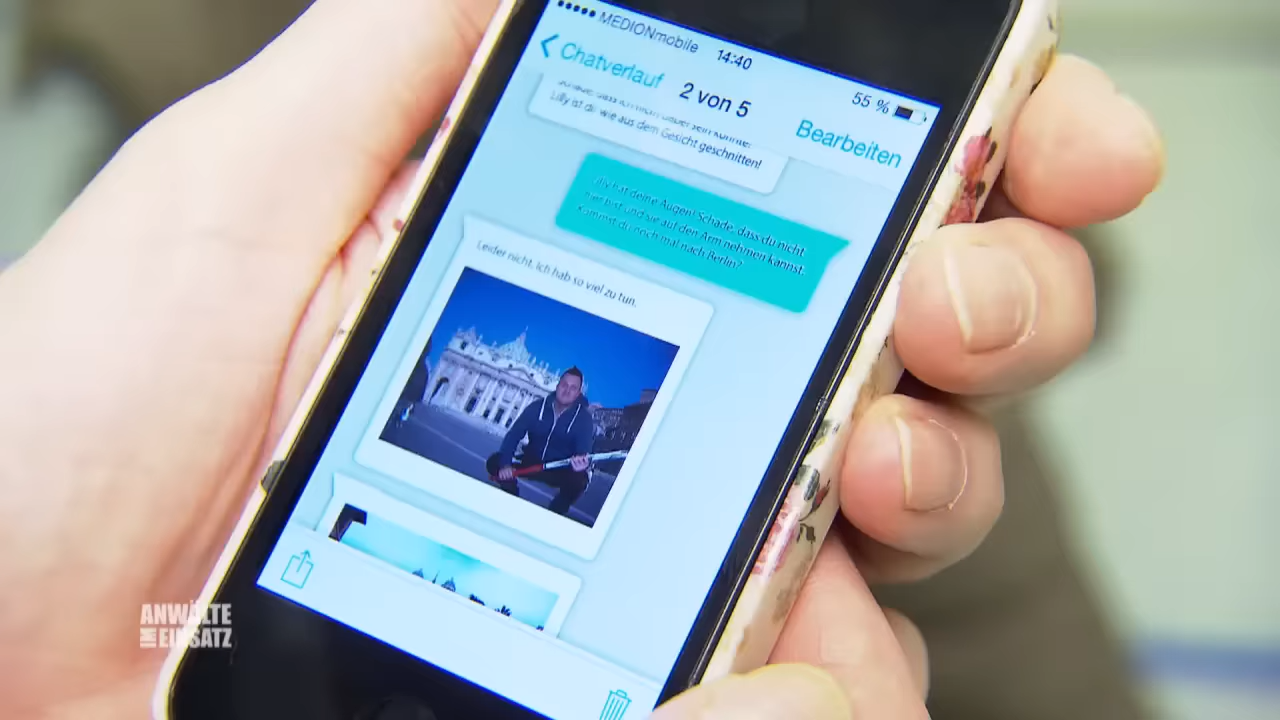 MEDIONmobile 14:40 55 %
Chatverlauf 2 von 5 Bearbeiten
Lilly ist dir wie aus dem Gesicht geschnitten!
Lilly hat deine Augen! Schade, dass du nicht
hier bist und sie auf den Arm nehmen kannst.
Kommst du noch mal nach Berlin?
Leider nicht. Ich hab so viel zu tun.
ANWÄLTE
IM EINSATZ